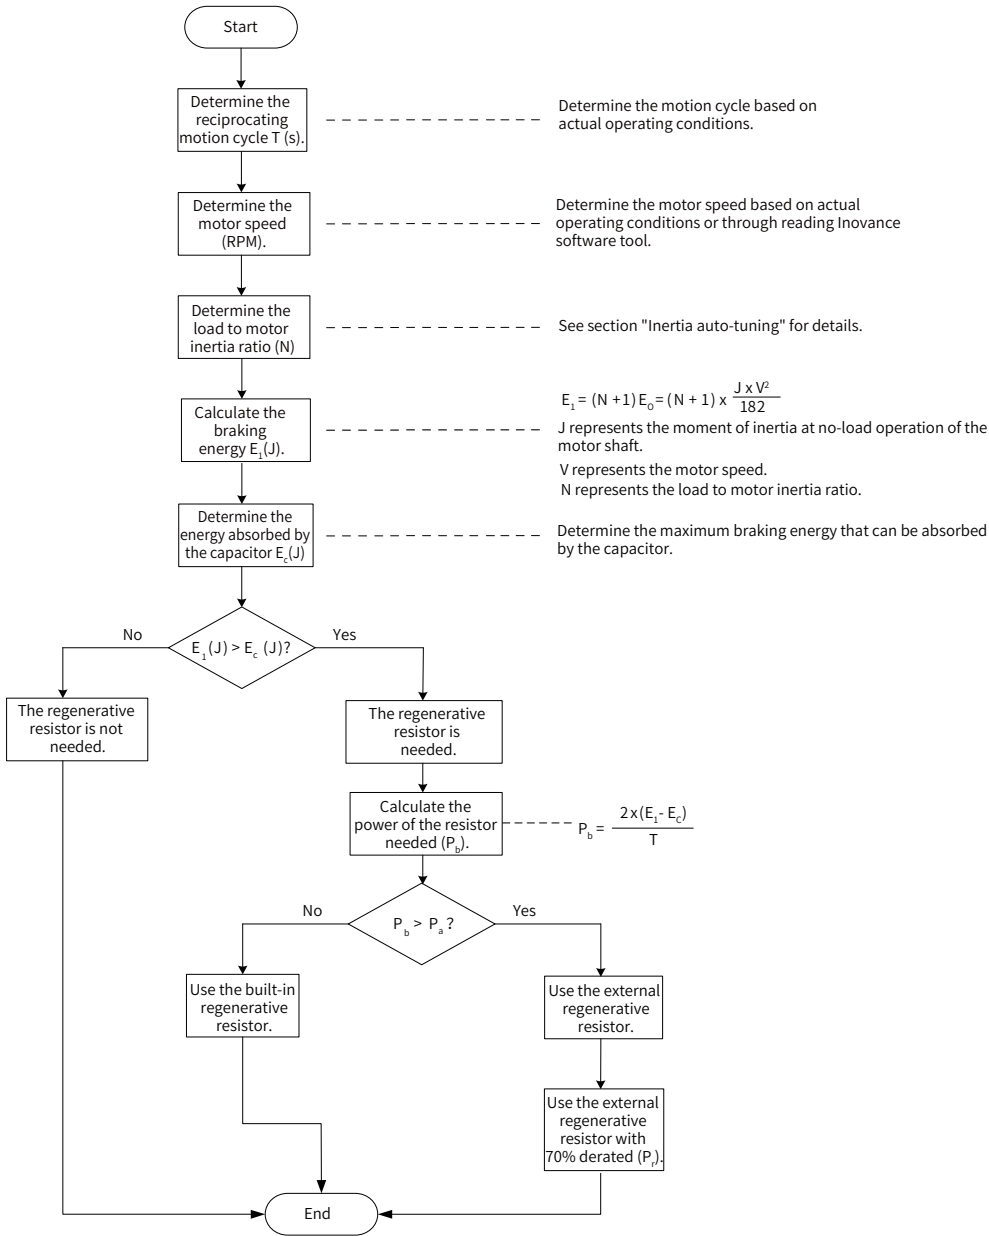 Start
Determine the
reciprocating
motion cycle T (s).
Determine the motion cycle based on
actual operating conditions.
Determine the
motor speed
(RPM).
Determine the motor speed based on actual
operating conditions or through reading Inovance
software tool.
Determine the
load to motor
inertia ratio (N)
See section "Inertia auto-tuning" for details.
Calculate the
braking
energy E₁(J).
E₁ = (N +1) E₀ = (N + 1) x J x V² / 182
J represents the moment of inertia at no-load operation of the
motor shaft.
V represents the motor speed.
N represents the load to motor inertia ratio.
Determine the
energy absorbed by
the capacitor Ec(J)
Determine the maximum braking energy that can be absorbed
by the capacitor.
No
E₁(J) > Ec (J)?
Yes
The regenerative
resistor is not
needed.
The regenerative
resistor is
needed.
Calculate the
power of the resistor
needed (Pb).
Pb = 2x(E₁- EC) / T
No
Pb > Pa ?
Yes
Use the built-in
regenerative
resistor.
Use the external
regenerative
resistor.
Use the external
regenerative
resistor with
70% derated (Pr).
End